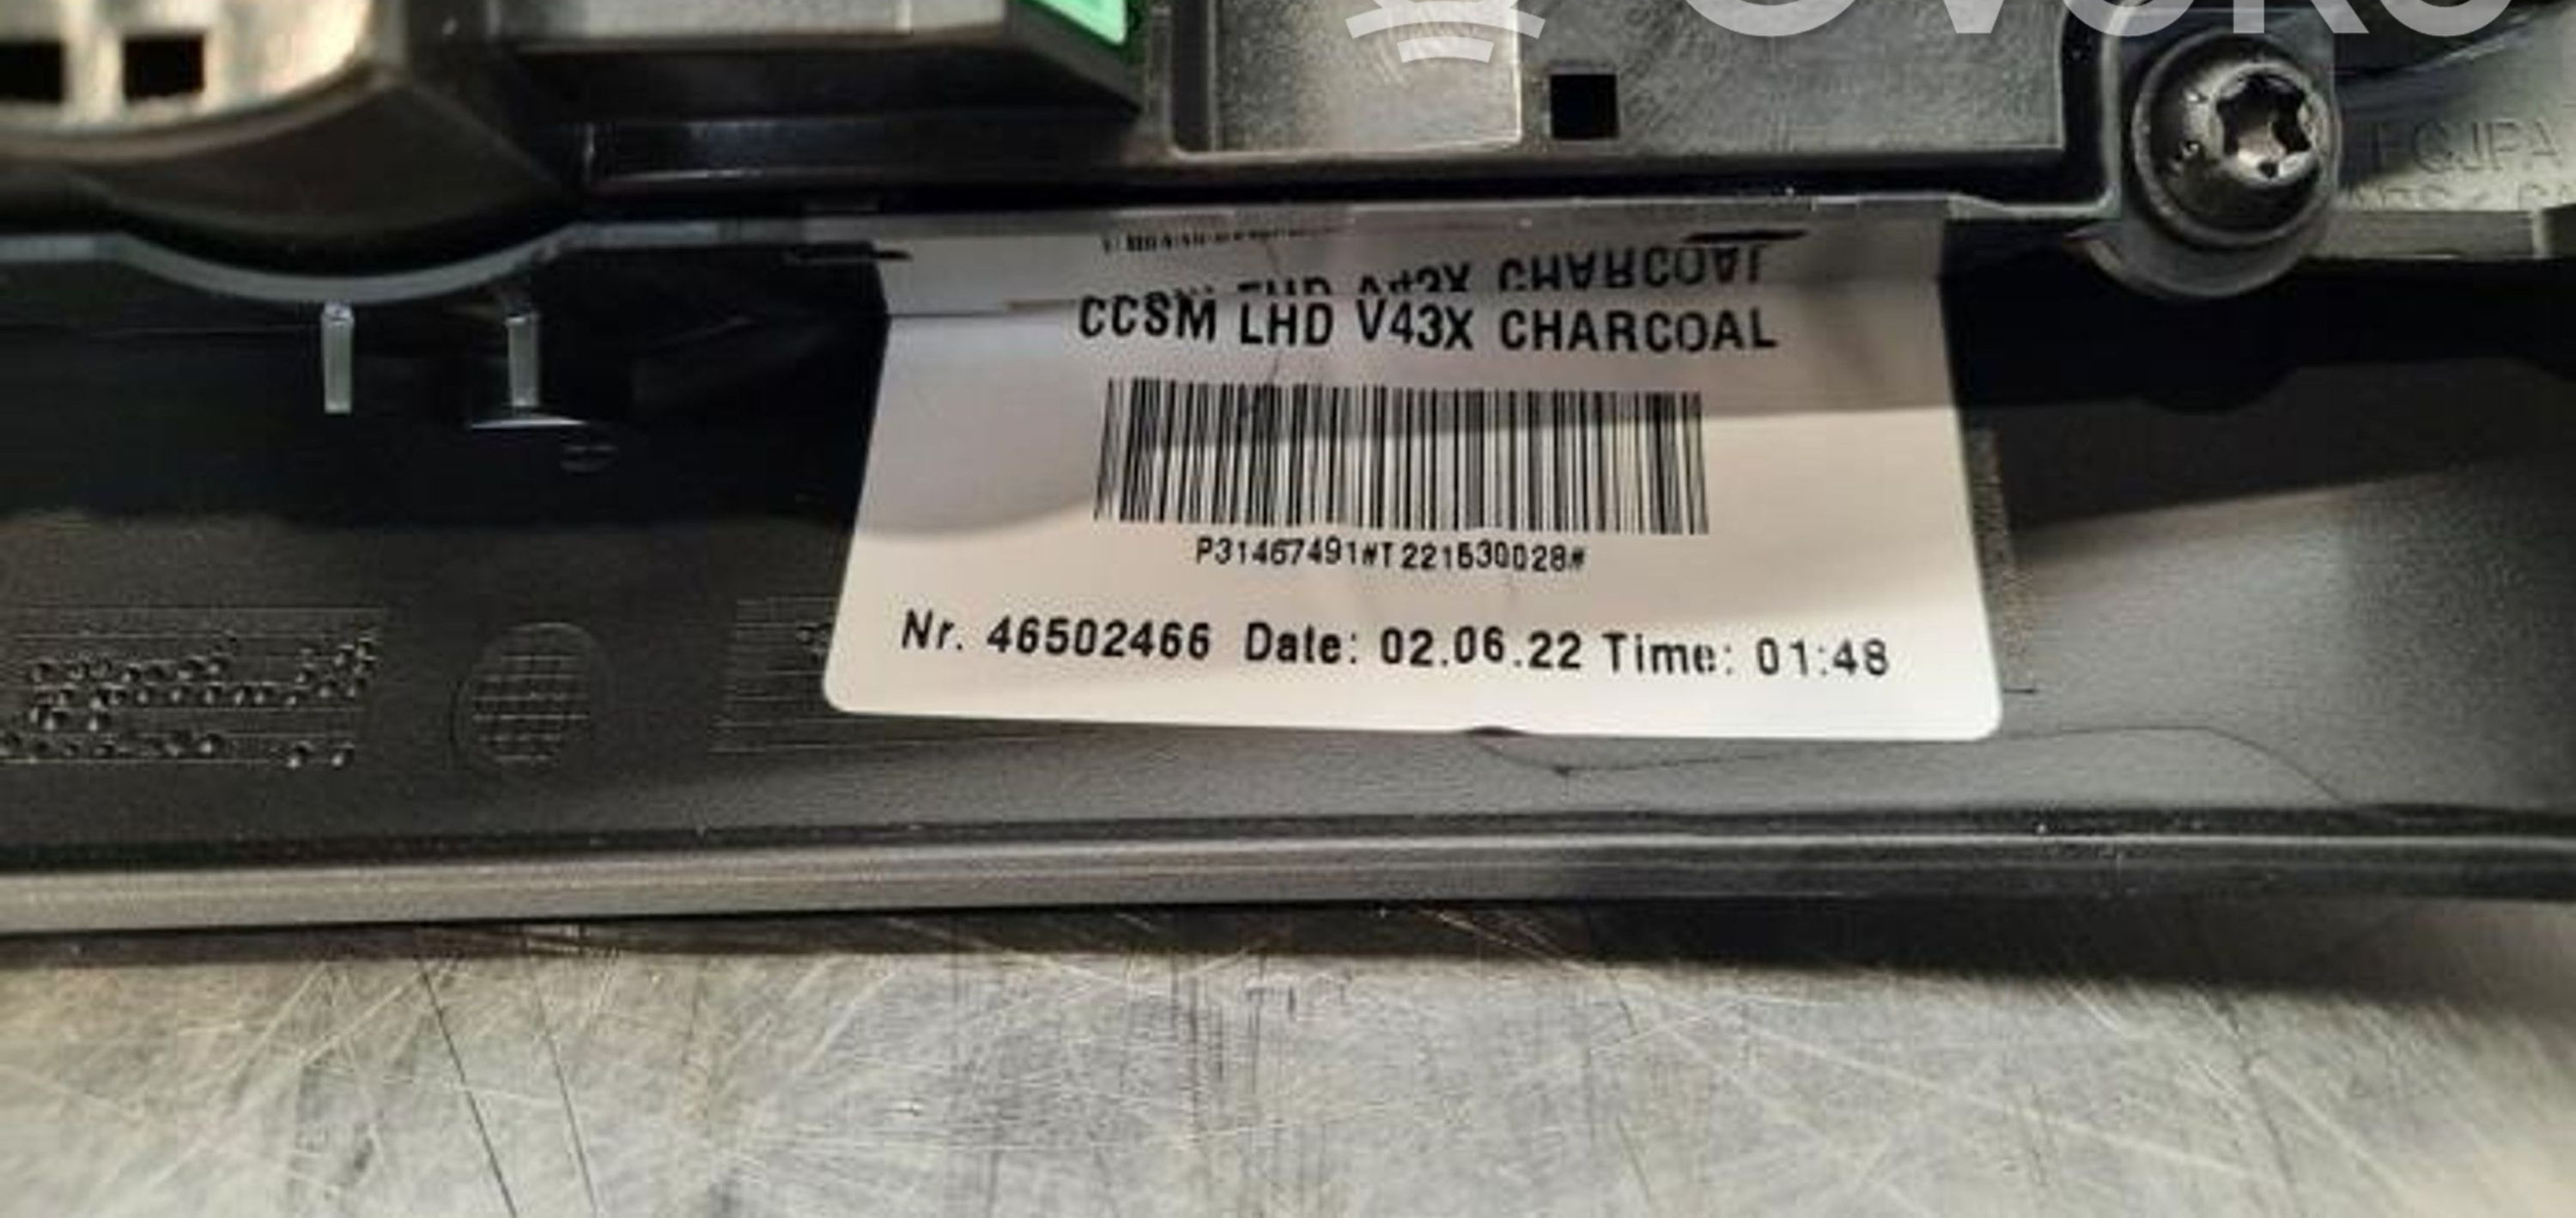 CCSM LHD V43X CHARCOAL
P31467491#T221530028#
Nr. 46502466 Date: 02.06.22 Time: 01:48